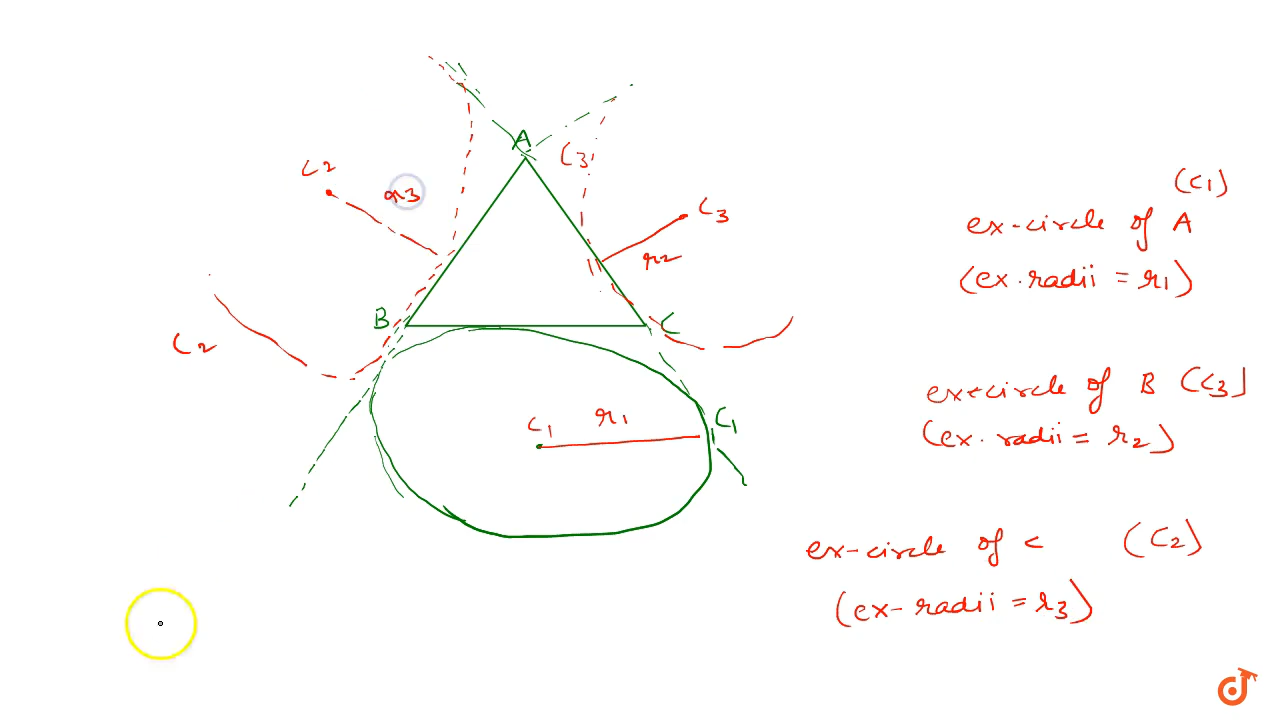 A
C3
C2
r3
C3
r2
B
C
C2
C1
r1
C1
(C1)
ex-circle of A
(ex.radii = r1)
ex-circle of B (C3)
(ex.radii = r2)
ex-circle of c (C2)
(ex-radii = r3)